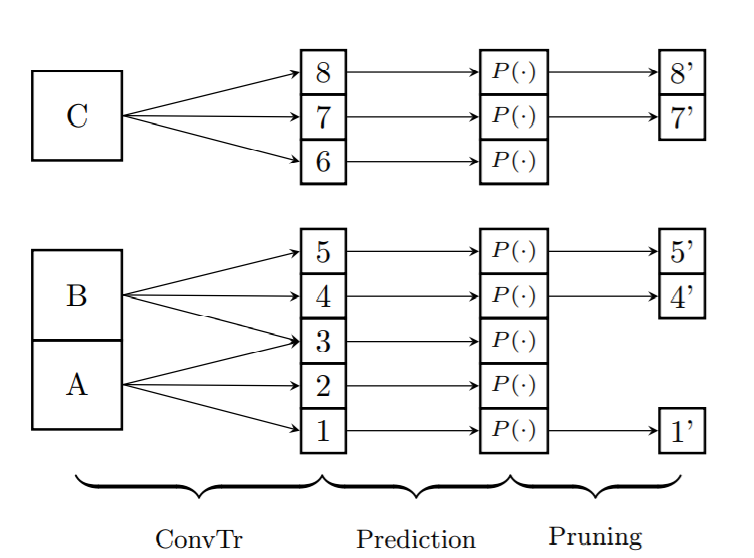 C 8 P(·) 8’
7 P(·) 7’
6 P(·)
5 P(·) 5’
B 4 P(·) 4’
3 P(·)
A 2 P(·)
1 P(·) 1’
ConvTr Prediction Pruning